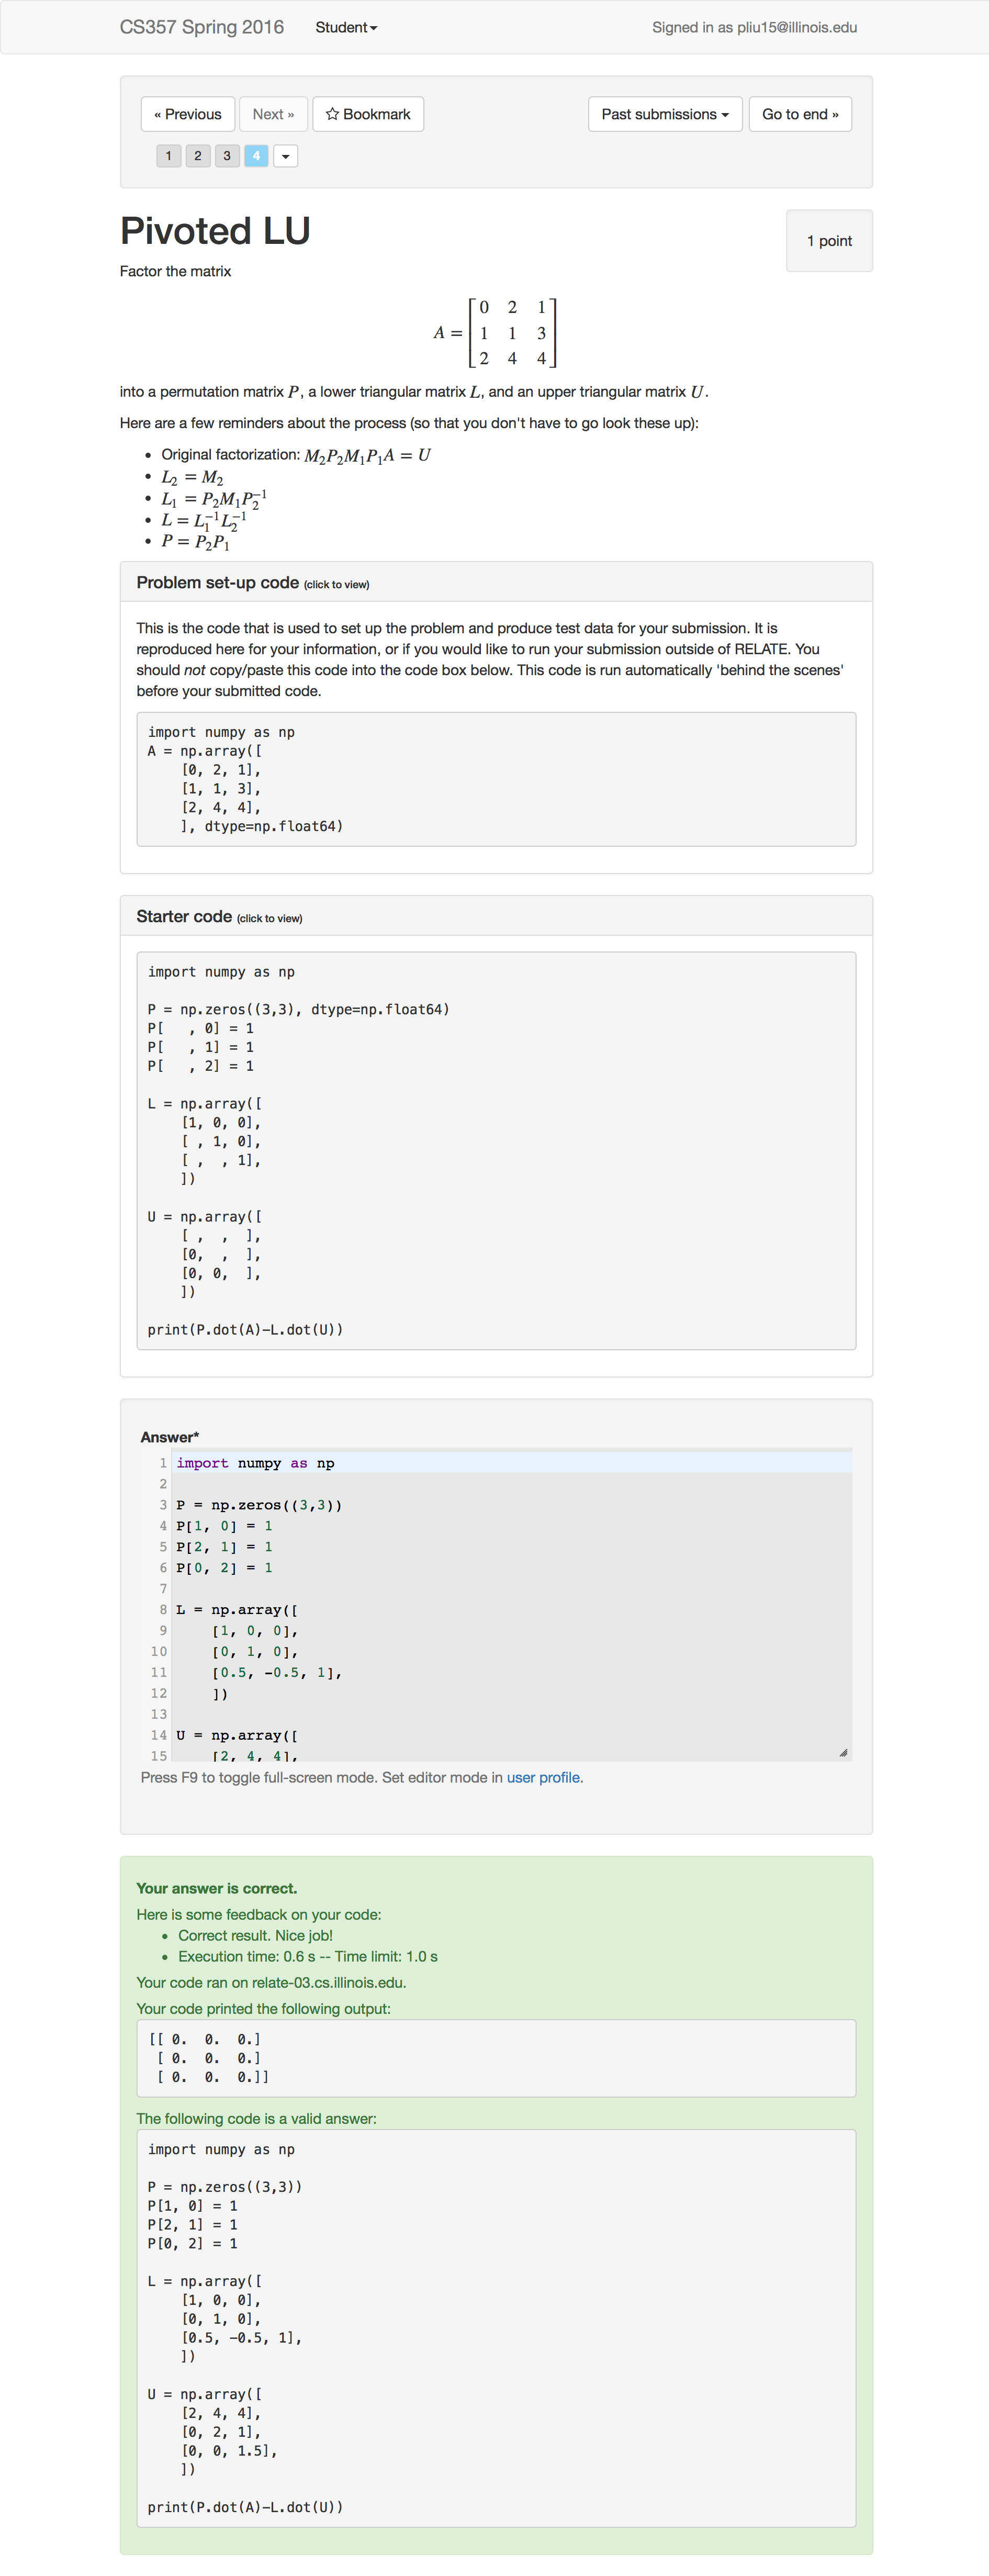 CS357 Spring 2016 Student Signed in as pliu15@illinois.edu
« Previous Next » Bookmark Past submissions Go to end »
1 2 3 4
Pivoted LU
1 point
Factor the matrix
A = [ 0 2 1
1 1 3
2 4 4 ]
into a permutation matrix P, a lower triangular matrix L, and an upper triangular matrix U.
Here are a few reminders about the process (so that you don't have to go look these up):
• Original factorization: M₂P₂M₁P₁A = U
• L₂ = M₂
• L₁ = P₂M₁P₂⁻¹
• L = L₁⁻¹L₂⁻¹
• P = P₂P₁
Problem set-up code (click to view)
This is the code that is used to set up the problem and produce test data for your submission. It is
reproduced here for your information, or if you would like to run your submission outside of RELATE. You
should not copy/paste this code into the code box below. This code is run automatically 'behind the scenes'
before your submitted code.
import numpy as np
A = np.array([
    [0, 2, 1],
    [1, 1, 3],
    [2, 4, 4],
    ], dtype=np.float64)
Starter code (click to view)
import numpy as np
P = np.zeros((3,3), dtype=np.float64)
P[   , 0] = 1
P[   , 1] = 1
P[   , 2] = 1
L = np.array([
    [1, 0, 0],
    [ , 1, 0],
    [ ,  , 1],
    ])
U = np.array([
    [ ,  ,  ],
    [0,  ,  ],
    [0, 0,  ],
    ])
print(P.dot(A)-L.dot(U))
Answer*
1 import numpy as np
2
3 P = np.zeros((3,3))
4 P[1, 0] = 1
5 P[2, 1] = 1
6 P[0, 2] = 1
7
8 L = np.array([
9     [1, 0, 0],
10     [0, 1, 0],
11     [0.5, -0.5, 1],
12     ])
13
14 U = np.array([
15     [2, 4, 4],
Press F9 to toggle full-screen mode. Set editor mode in user profile.
Your answer is correct.
Here is some feedback on your code:
• Correct result. Nice job!
• Execution time: 0.6 s -- Time limit: 1.0 s
Your code ran on relate-03.cs.illinois.edu.
Your code printed the following output:
[[ 0.  0.  0.]
 [ 0.  0.  0.]
 [ 0.  0.  0.]]
The following code is a valid answer:
import numpy as np
P = np.zeros((3,3))
P[1, 0] = 1
P[2, 1] = 1
P[0, 2] = 1
L = np.array([
    [1, 0, 0],
    [0, 1, 0],
    [0.5, -0.5, 1],
    ])
U = np.array([
    [2, 4, 4],
    [0, 2, 1],
    [0, 0, 1.5],
    ])
print(P.dot(A)-L.dot(U))